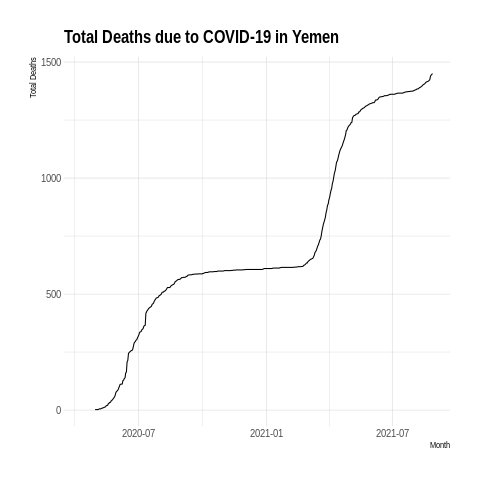 Total Deaths due to COVID-19 in Yemen
Total Deaths
1500
1000
500
0
2020-07
2021-01
2021-07
Month